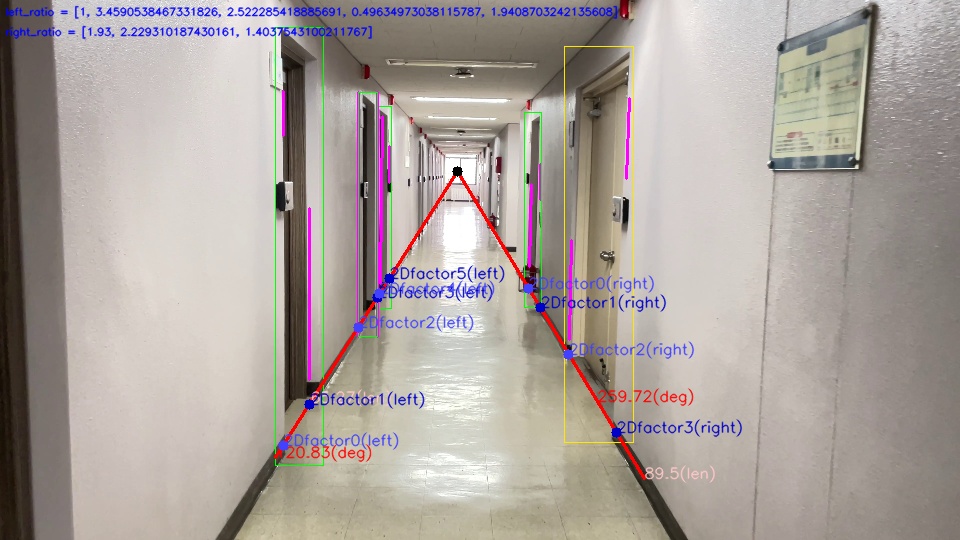 left_ratio = [1, 3.4590538467331826, 2.522285418885691, 0.49634973038115787, 1.9408703242135608]
right_ratio = [1.93, 2.229310187430161, 1.4037543100211767]
2Dfactor5(left)
2Dfactor0(right)
2Dfactor3(left)
2Dfactor1(right)
2Dfactor2(left)
2Dfactor2(right)
259.72(deg)
2Dfactor1(left)
2Dfactor3(right)
2Dfactor0(left)
20.83(deg)
89.5(len)